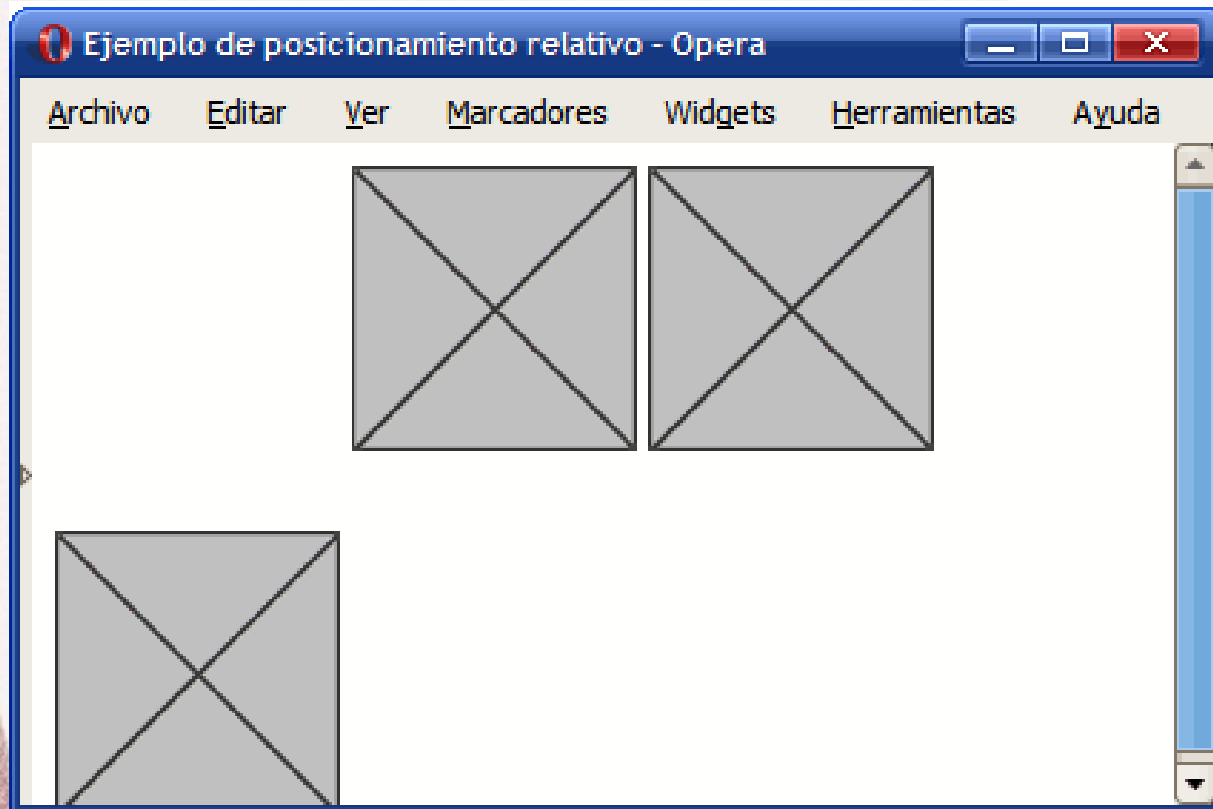 Ejemplo de posicionamiento relativo - Opera
Archivo Editar Ver Marcadores Widgets Herramientas Ayuda